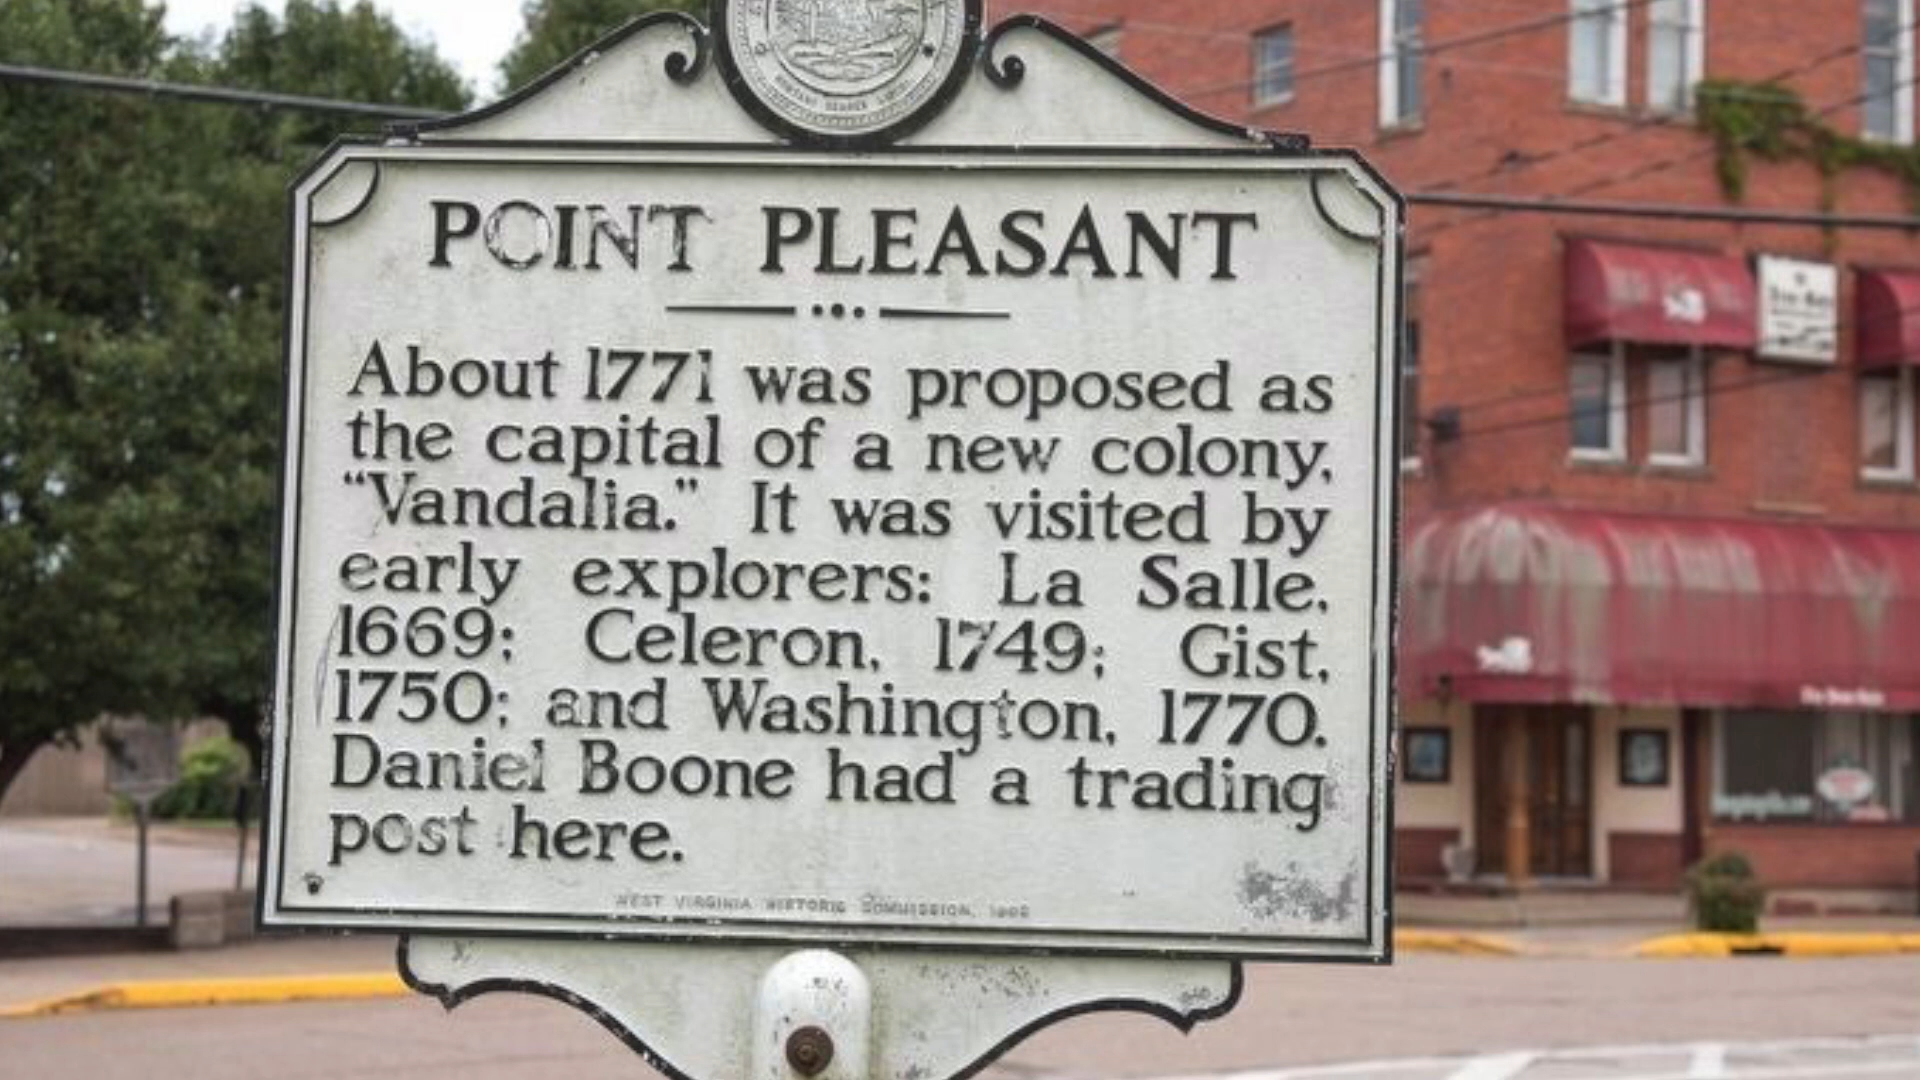 POINT PLEASANT
About 1771 was proposed as
the capital of a new colony,
“Vandalia.” It was visited by
early explorers: La Salle,
1669; Celeron, 1749; Gist,
1750; and Washington, 1770.
Daniel Boone had a trading
post here.
WEST VIRGINIA HISTORIC COMMISSION,